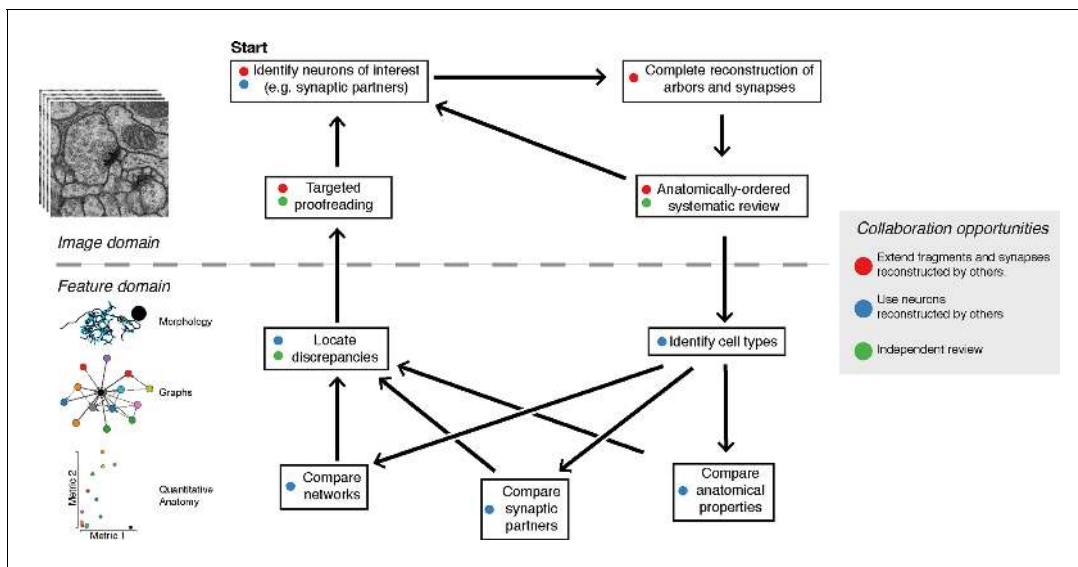 Start
Identify neurons of interest
(e.g. synaptic partners)
Complete reconstruction of
arbors and synapses
Targeted
proofreading
Anatomically-ordered
systematic review
Image domain
Feature domain
Morphology
Graphs
Metric 2
Metric 1
Quantitative
Anatomy
Locate
discrepancies
Identify cell types
Compare
networks
Compare
synaptic
partners
Compare
anatomical
properties
Collaboration opportunities
Extend fragments and synapses
reconstructed by others.
Use neurons
reconstructed by others
Independent review